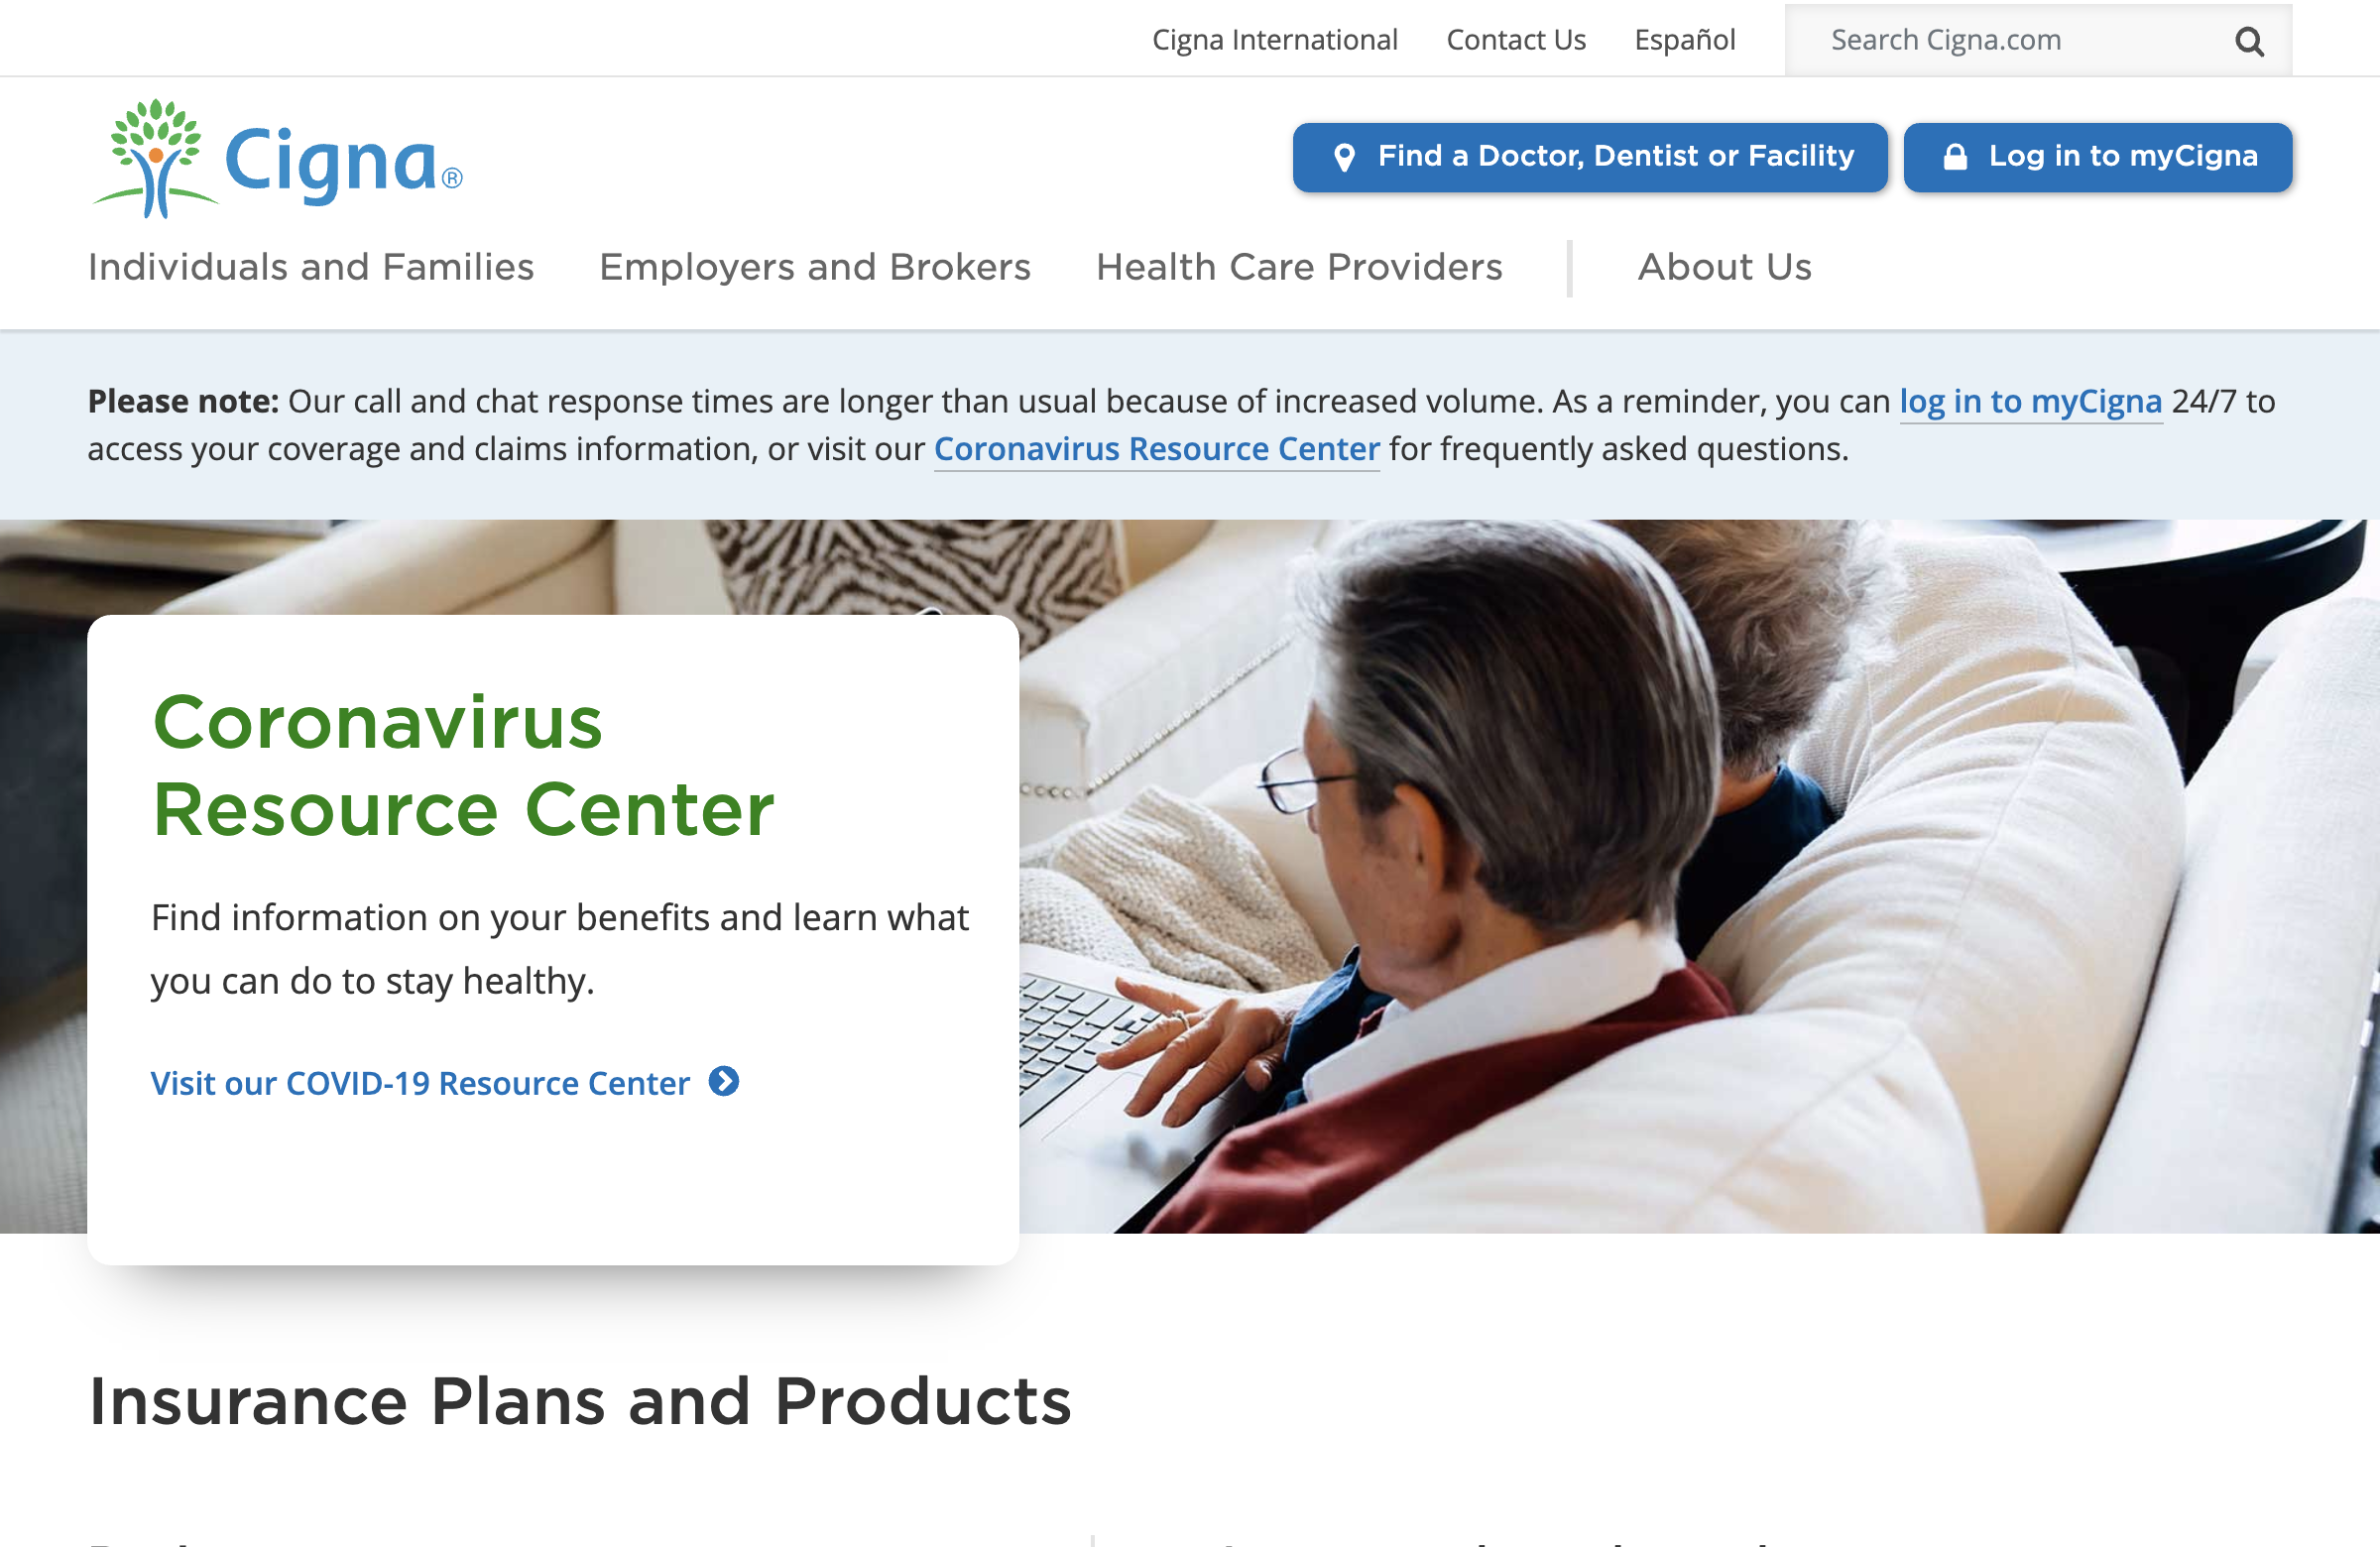 Cigna International Contact Us Español Search Cigna.com
Cigna®
Find a Doctor, Dentist or Facility Log in to myCigna
Individuals and Families Employers and Brokers Health Care Providers About Us
Please note: Our call and chat response times are longer than usual because of increased volume. As a reminder, you can log in to myCigna 24/7 to
access your coverage and claims information, or visit our Coronavirus Resource Center for frequently asked questions.
Coronavirus
Resource Center
Find information on your benefits and learn what
you can do to stay healthy.
Visit our COVID-19 Resource Center
Insurance Plans and Products